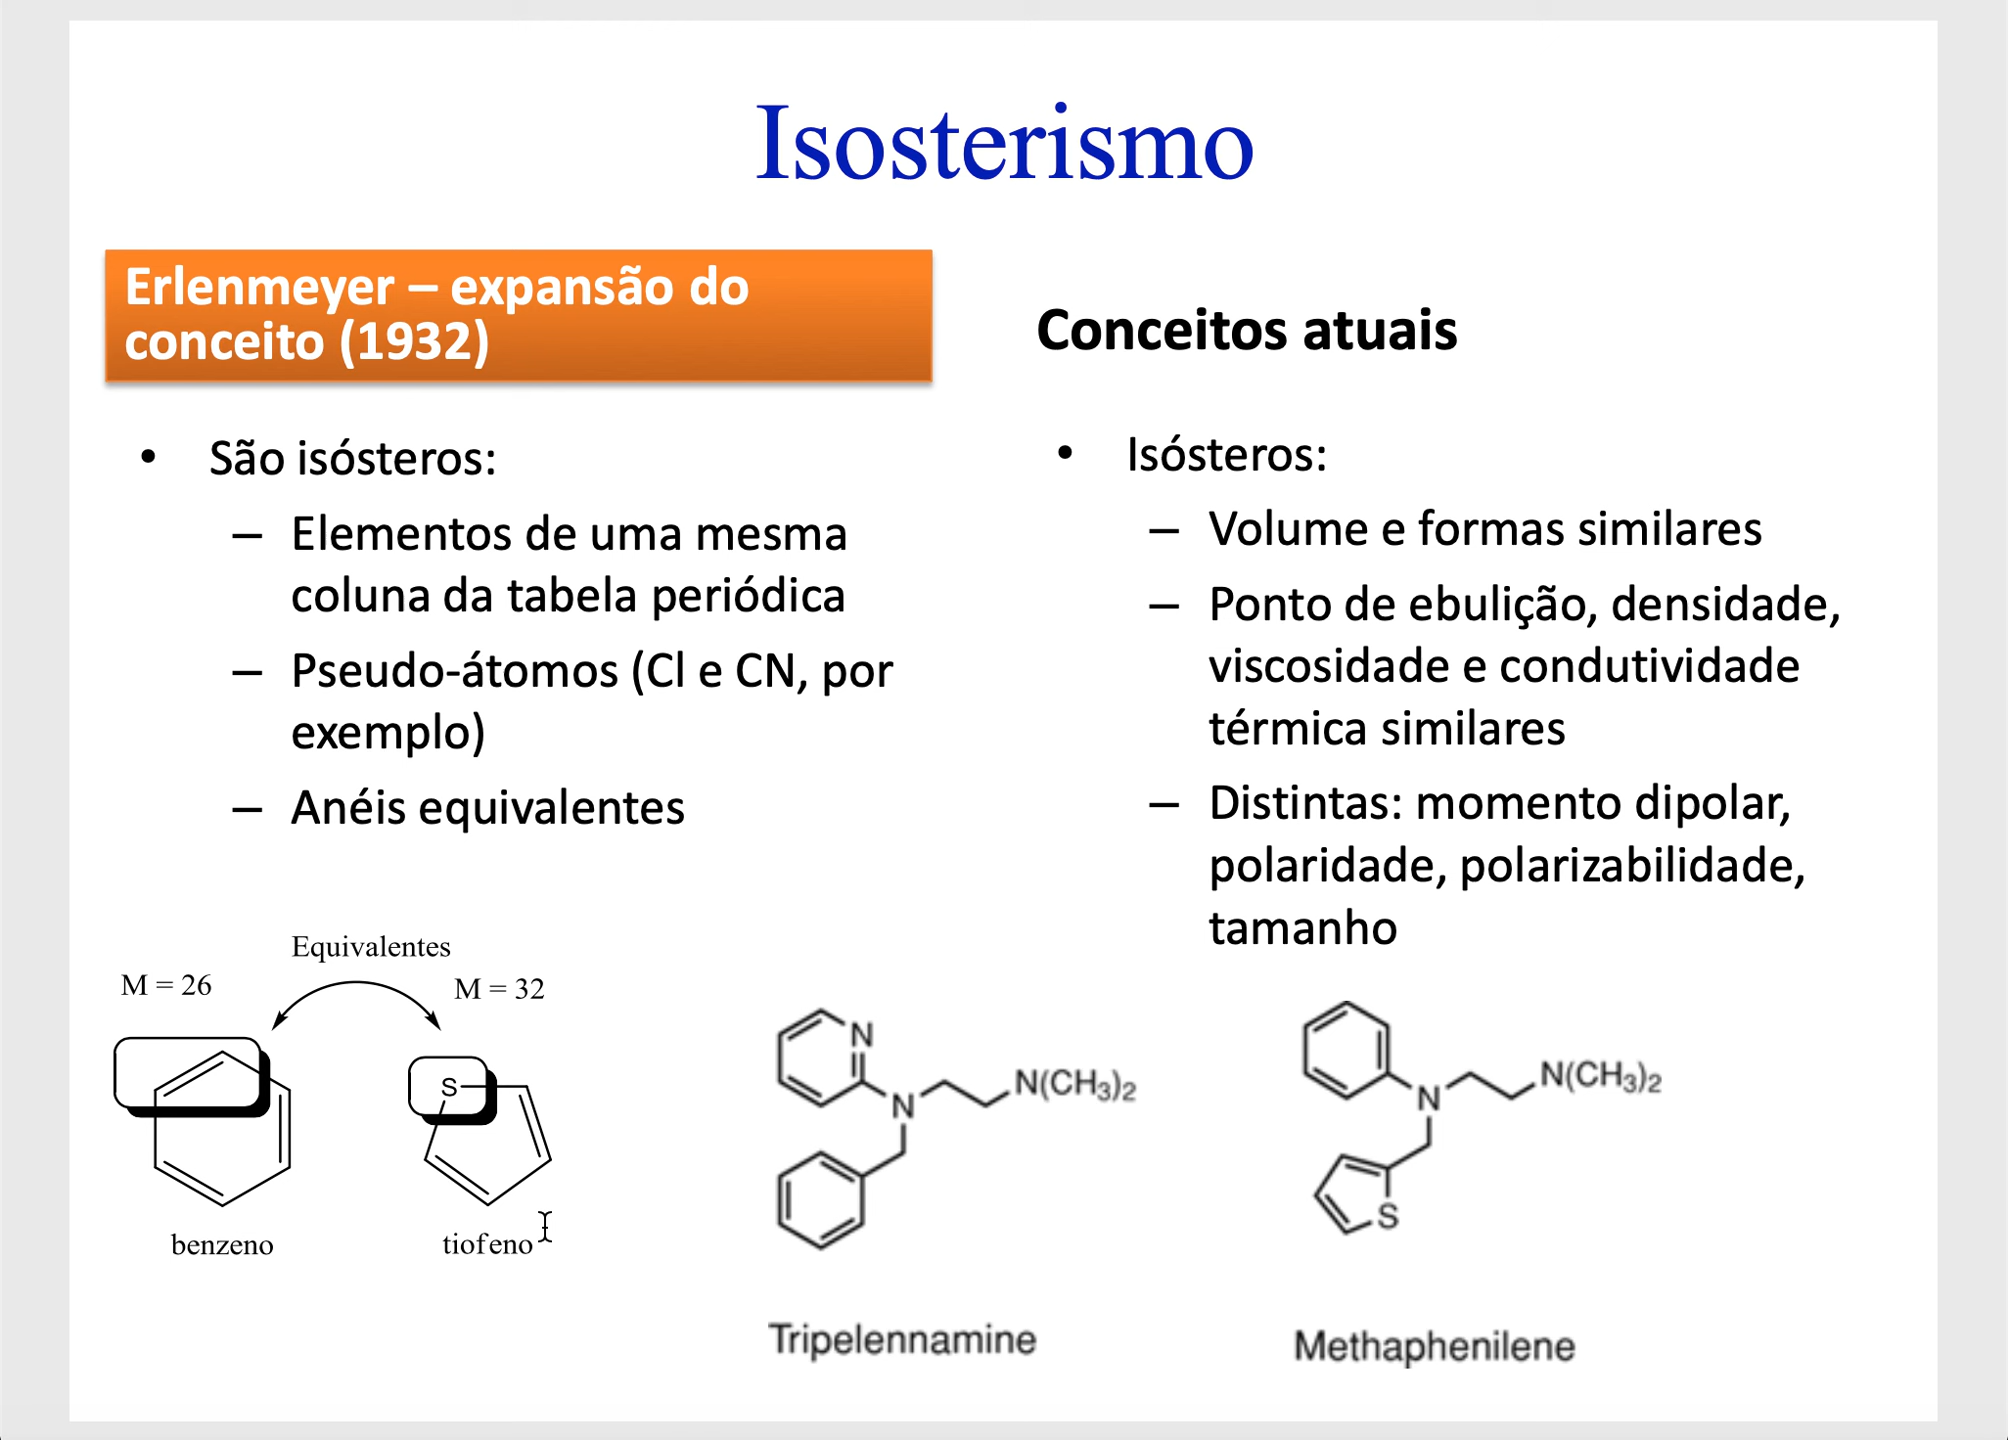 Isosterismo
Erlenmeyer – expansão do
conceito (1932)
• São isósteros:
– Elementos de uma mesma
coluna da tabela periódica
– Pseudo-átomos (Cl e CN, por
exemplo)
– Anéis equivalentes
Conceitos atuais
• Isósteros:
– Volume e formas similares
– Ponto de ebulição, densidade,
viscosidade e condutividade
térmica similares
– Distintas: momento dipolar,
polaridade, polarizabilidade,
tamanho
Equivalentes
M = 26
M = 32
S
benzeno
tiofeno
N
N
N(CH₃)₂
Tripelennamine
N
N(CH₃)₂
S
Methaphenilene